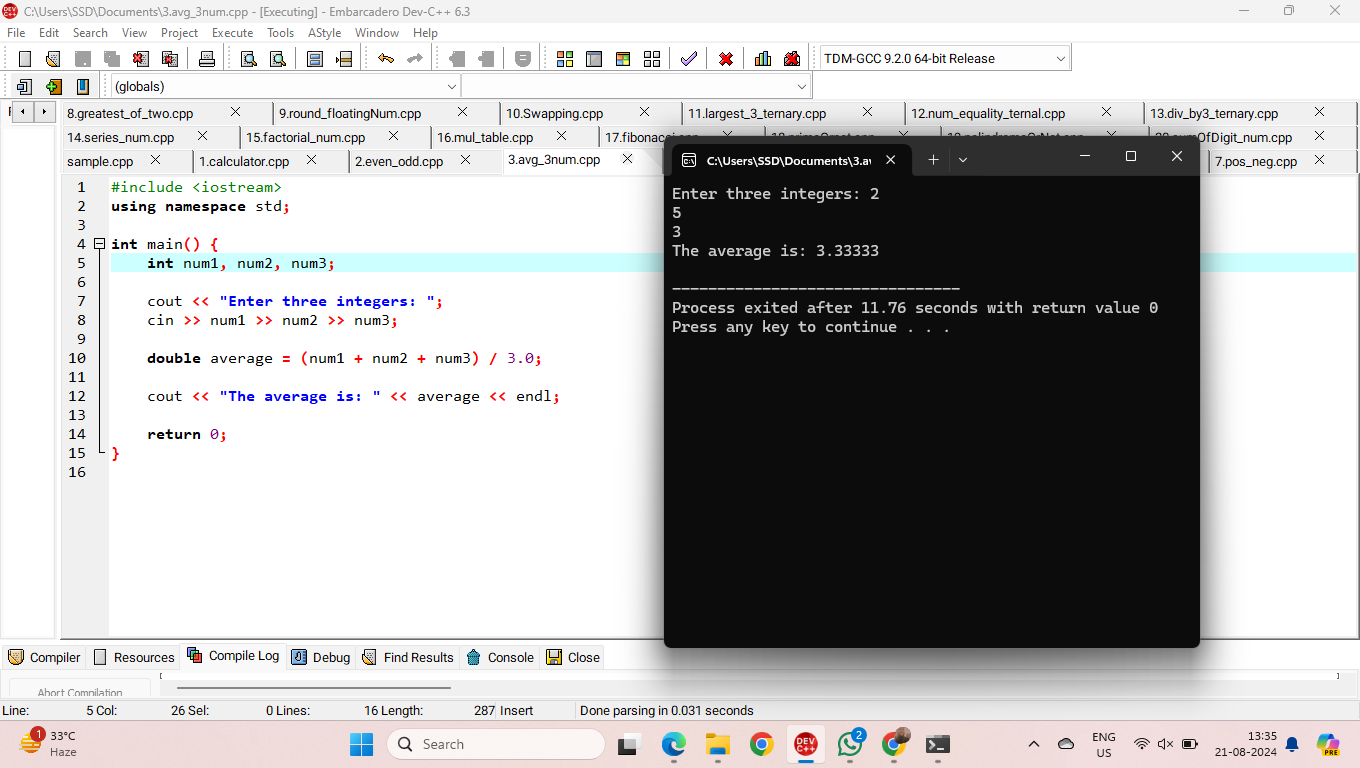 C:\Users\SSD\Documents\3.avg_3num.cpp - [Executing] - Embarcadero Dev-C++ 6.3
File Edit Search View Project Execute Tools AStyle Window Help
TDM-GCC 9.2.0 64-bit Release
(globals)
8.greatest_of_two.cpp 9.round_floatingNum.cpp 10.Swapping.cpp 11.largest_3_ternary.cpp 12.num_equality_ternal.cpp 13.div_by3_ternary.cpp
14.series_num.cpp 15.factorial_num.cpp 16.mul_table.cpp
sample.cpp 1.calculator.cpp 2.even_odd.cpp 3.avg_3num.cpp 7.pos_neg.cpp
1 #include <iostream>
2 using namespace std;
3
4 int main() {
5 int num1, num2, num3;
6
7 cout << "Enter three integers: ";
8 cin >> num1 >> num2 >> num3;
9
10 double average = (num1 + num2 + num3) / 3.0;
11
12 cout << "The average is: " << average << endl;
13
14 return 0;
15 }
16
C:\Users\SSD\Documents\3.a
Enter three integers: 2
5
3
The average is: 3.33333
--------------------------------
Process exited after 11.76 seconds with return value 0
Press any key to continue . . .
Compiler Resources Compile Log Debug Find Results Console Close
Abort Compilation
Line: 5 Col: 26 Sel: 0 Lines: 16 Length: 287 Insert Done parsing in 0.031 seconds
1
33°C
Haze
Search
DEV
C++
2
ENG
US
13:35
21-08-2024
PRE